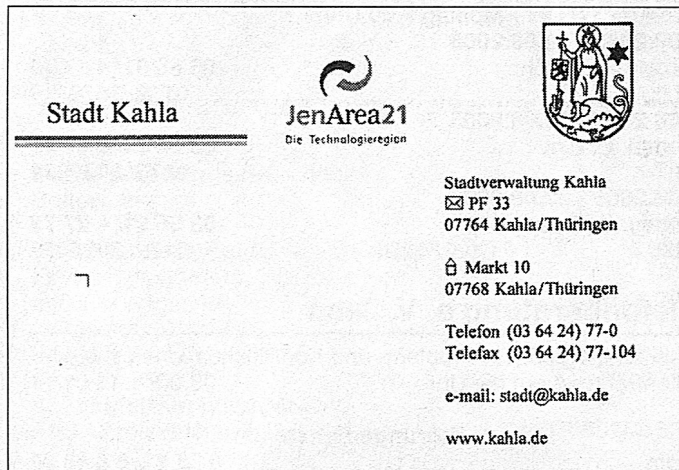 Stadt Kahla
JenArea21
Die Technologieregion
Stadtverwaltung Kahla
✉ PF 33
07764 Kahla/Thüringen
Markt 10
07768 Kahla/Thüringen
Telefon (03 64 24) 77-0
Telefax (03 64 24) 77-104
e-mail: stadt@kahla.de
www.kahla.de